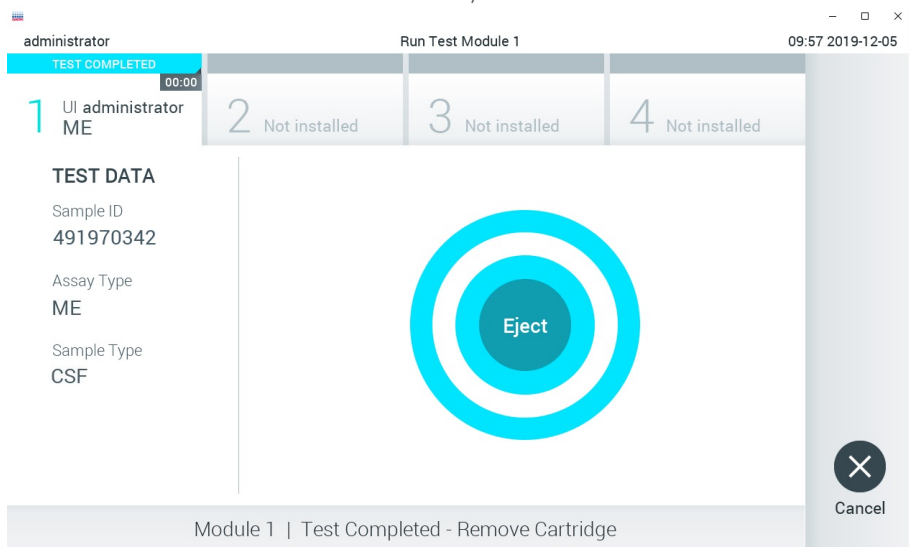 administrator
Run Test Module 1
09:57 2019-12-05
TEST COMPLETED
00:00
1
UI administrator
ME
2 Not installed
3 Not installed
4 Not installed
TEST DATA
Sample ID
491970342
Assay Type
ME
Sample Type
CSF
Eject
Cancel
Module 1 | Test Completed - Remove Cartridge